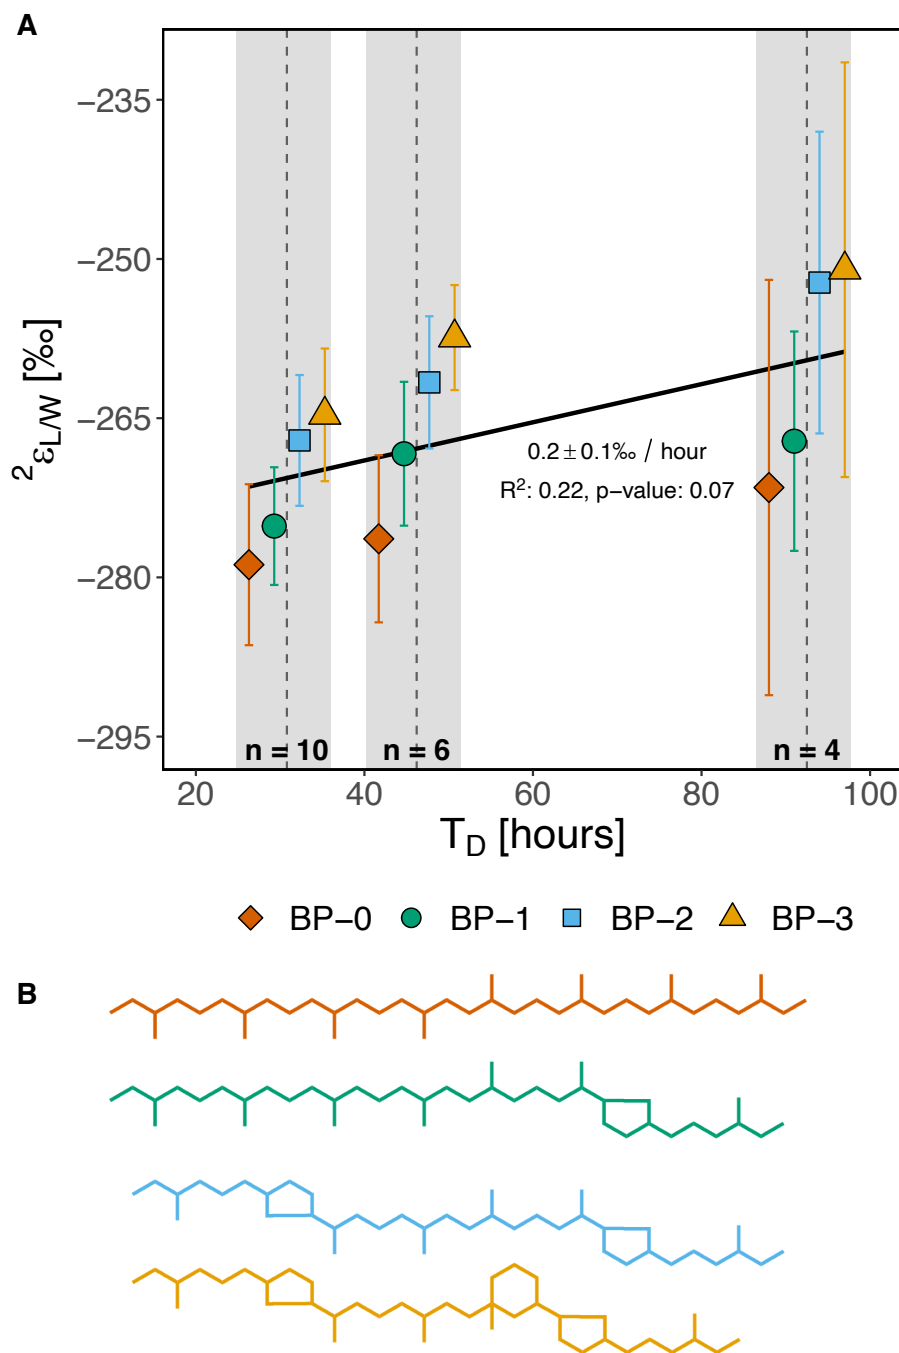 A
−235
−250
−265
−280
−295
²ε_L/W [‰]
0.2 ± 0.1‰ / hour
R²: 0.22, p−value: 0.07
n = 10 n = 6 n = 4
20 40 60 80 100
T_D [hours]
BP−0 BP−1 BP−2 BP−3
B